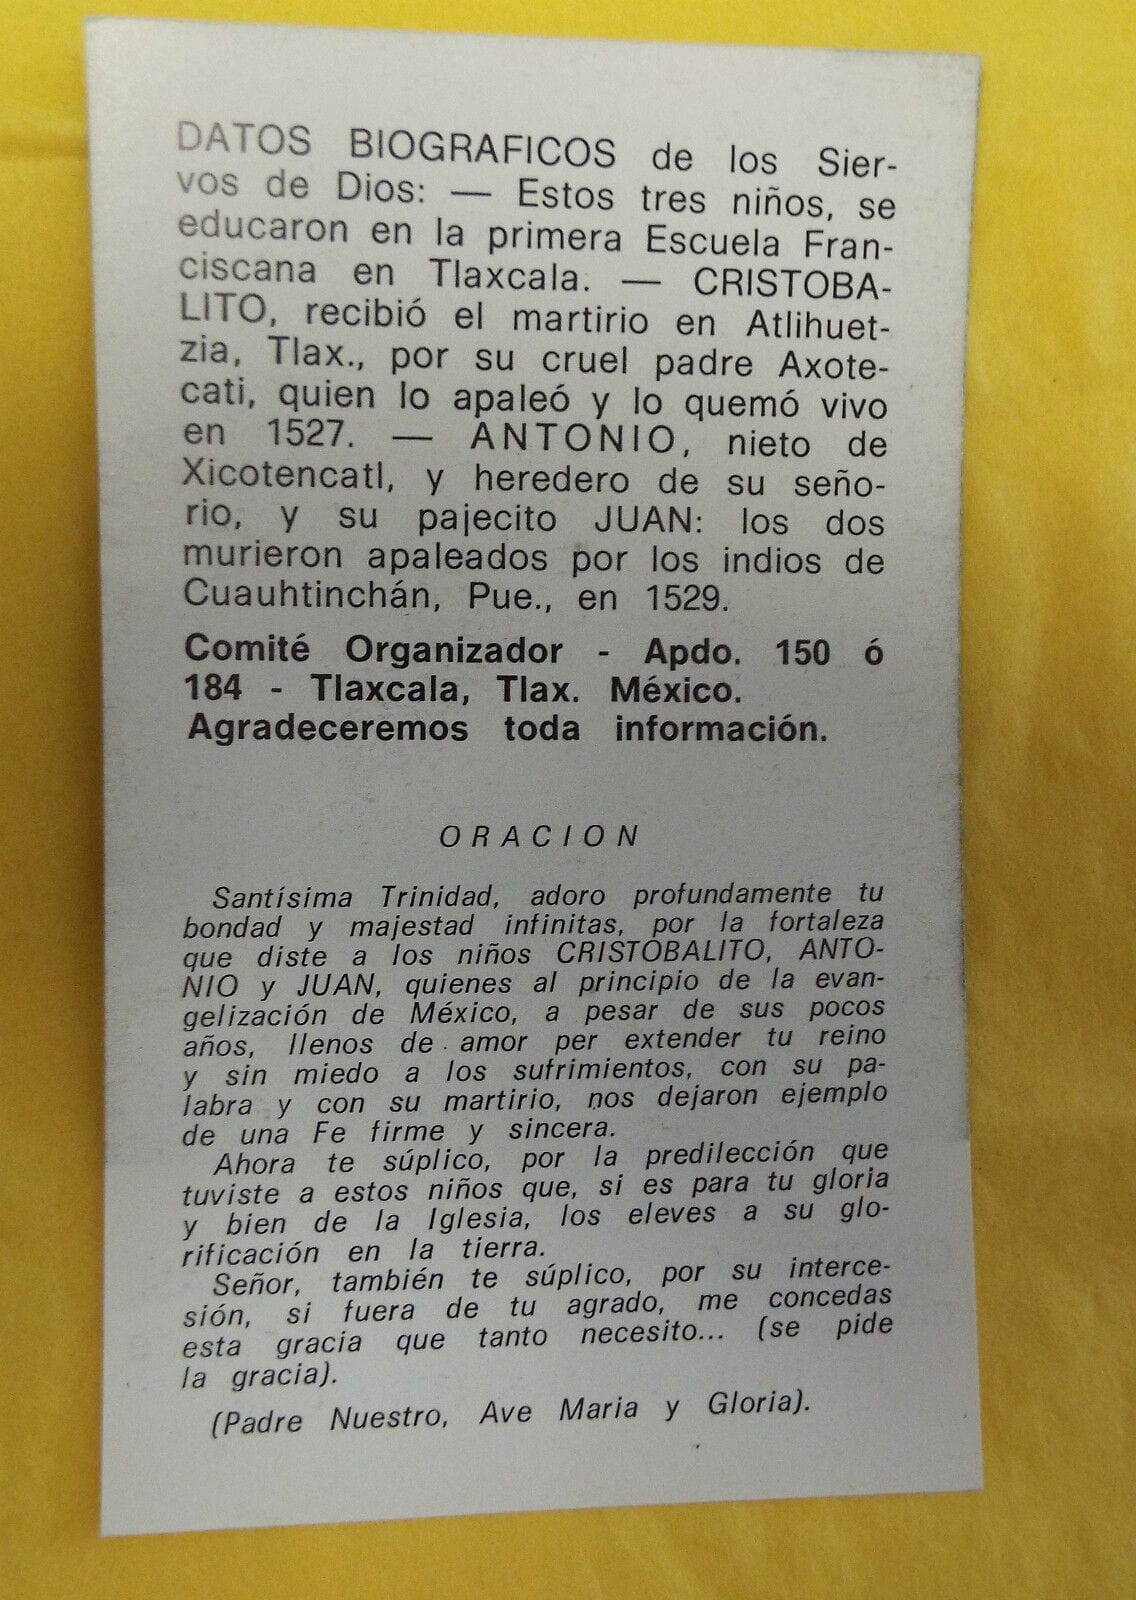 DATOS BIOGRAFICOS de los Sier-
vos de Dios: — Estos tres niños, se
educaron en la primera Escuela Fran-
ciscana en Tlaxcala. — CRISTOBA-
LITO, recibió el martirio en Atlihuet-
zia, Tlax., por su cruel padre Axote-
cati, quien lo apaleó y lo quemó vivo
en 1527. — ANTONIO, nieto de
Xicotencatl, y heredero de su seño-
rio, y su pajecito JUAN: los dos
murieron apaleados por los indios de
Cuauhtinchán, Pue., en 1529.
Comité Organizador - Apdo. 150 ó
184 - Tlaxcala, Tlax. México.
Agradeceremos toda información.
ORACION
Santísima Trinidad, adoro profundamente tu
bondad y majestad infinitas, por la fortaleza
que diste a los niños CRISTOBALITO, ANTO-
NIO y JUAN, quienes al principio de la evan-
gelización de México, a pesar de sus pocos
años, llenos de amor per extender tu reino
y sin miedo a los sufrimientos, con su pa-
labra y con su martirio, nos dejaron ejemplo
de una Fe firme y sincera.
Ahora te súplico, por la predilección que
tuviste a estos niños que, si es para tu gloria
y bien de la Iglesia, los eleves a su glo-
rificación en la tierra.
Señor, también te súplico, por su interce-
sión, si fuera de tu agrado, me concedas
esta gracia que tanto necesito... (se pide
la gracia).
(Padre Nuestro, Ave Maria y Gloria).